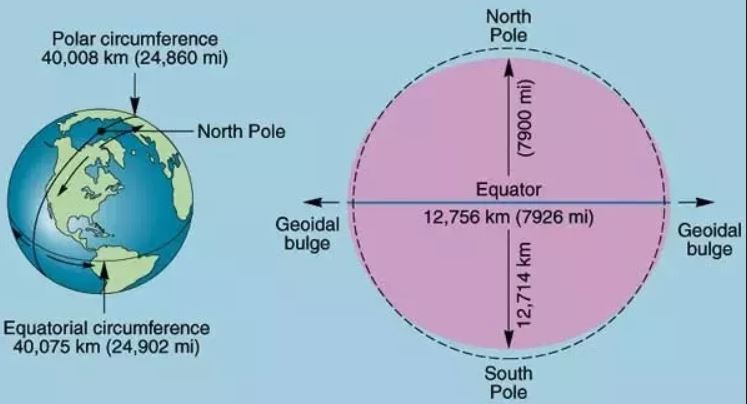 Polar circumference
40,008 km (24,860 mi)
North Pole
Equatorial circumference
40,075 km (24,902 mi)
North
Pole
(7900 mi)
Equator
12,756 km (7926 mi)
Geoidal
bulge
Geoidal
bulge
12,714 km
South
Pole